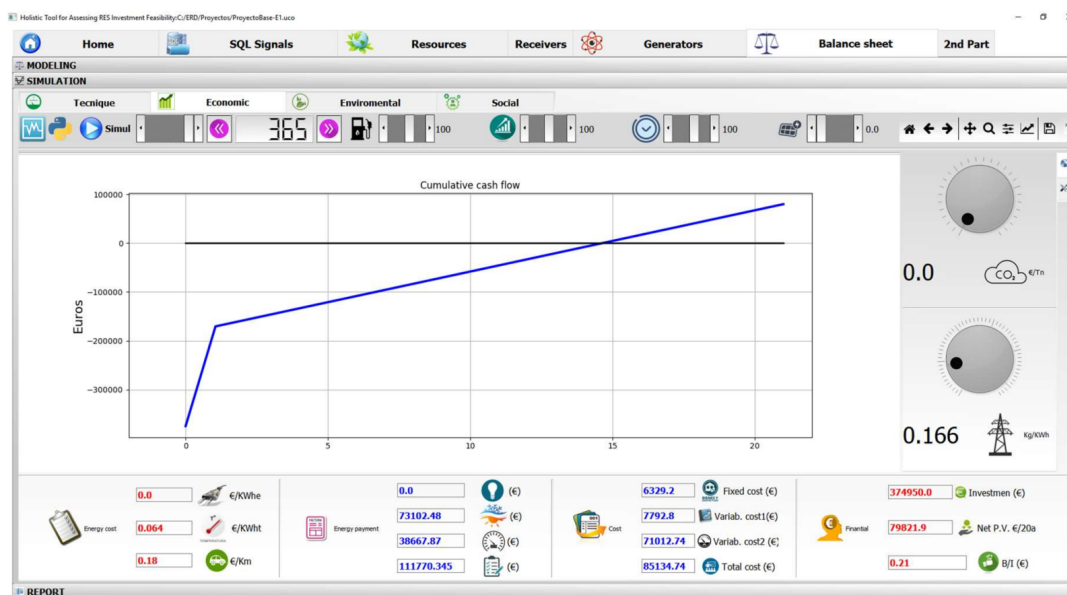 Holistic Tool for Assessing RES Investment Feasibility:C:/ERD/Proyectos/ProyectoBase-E1.uco
Home SQL Signals Resources Receivers Generators Balance sheet 2nd Part
MODELING
SIMULATION
Tecnique Economic Enviromental Social
Simul 365 100 100 100 0.0
Cumulative cash flow
100000
0
−100000
−200000
−300000
Euros
0 5 10 15 20
0.0 CO2 €/Tn
0.166 Kg/KWh
0.0 €/KWhe 0.0 (€) 6329.2 Fixed cost (€) 374950.0 Investmen (€)
Energy cost 0.064 €/KWht Energy payment 73102.48 (€) Cost 7792.8 Variab. cost1(€) Finantial 79821.9 Net P.V. €/20a
TEMPERATURA
0.18 €/Km 38667.87 (€) 71012.74 Variab. cost2 (€) 0.21 B/I (€)
111770.345 (€) 85134.74 Total cost (€)
REPORT